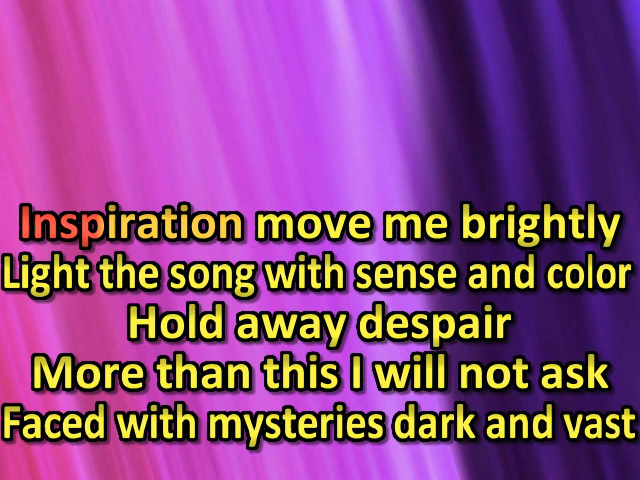 Inspiration move me brightly
Light the song with sense and color
Hold away despair
More than this I will not ask
Faced with mysteries dark and vast